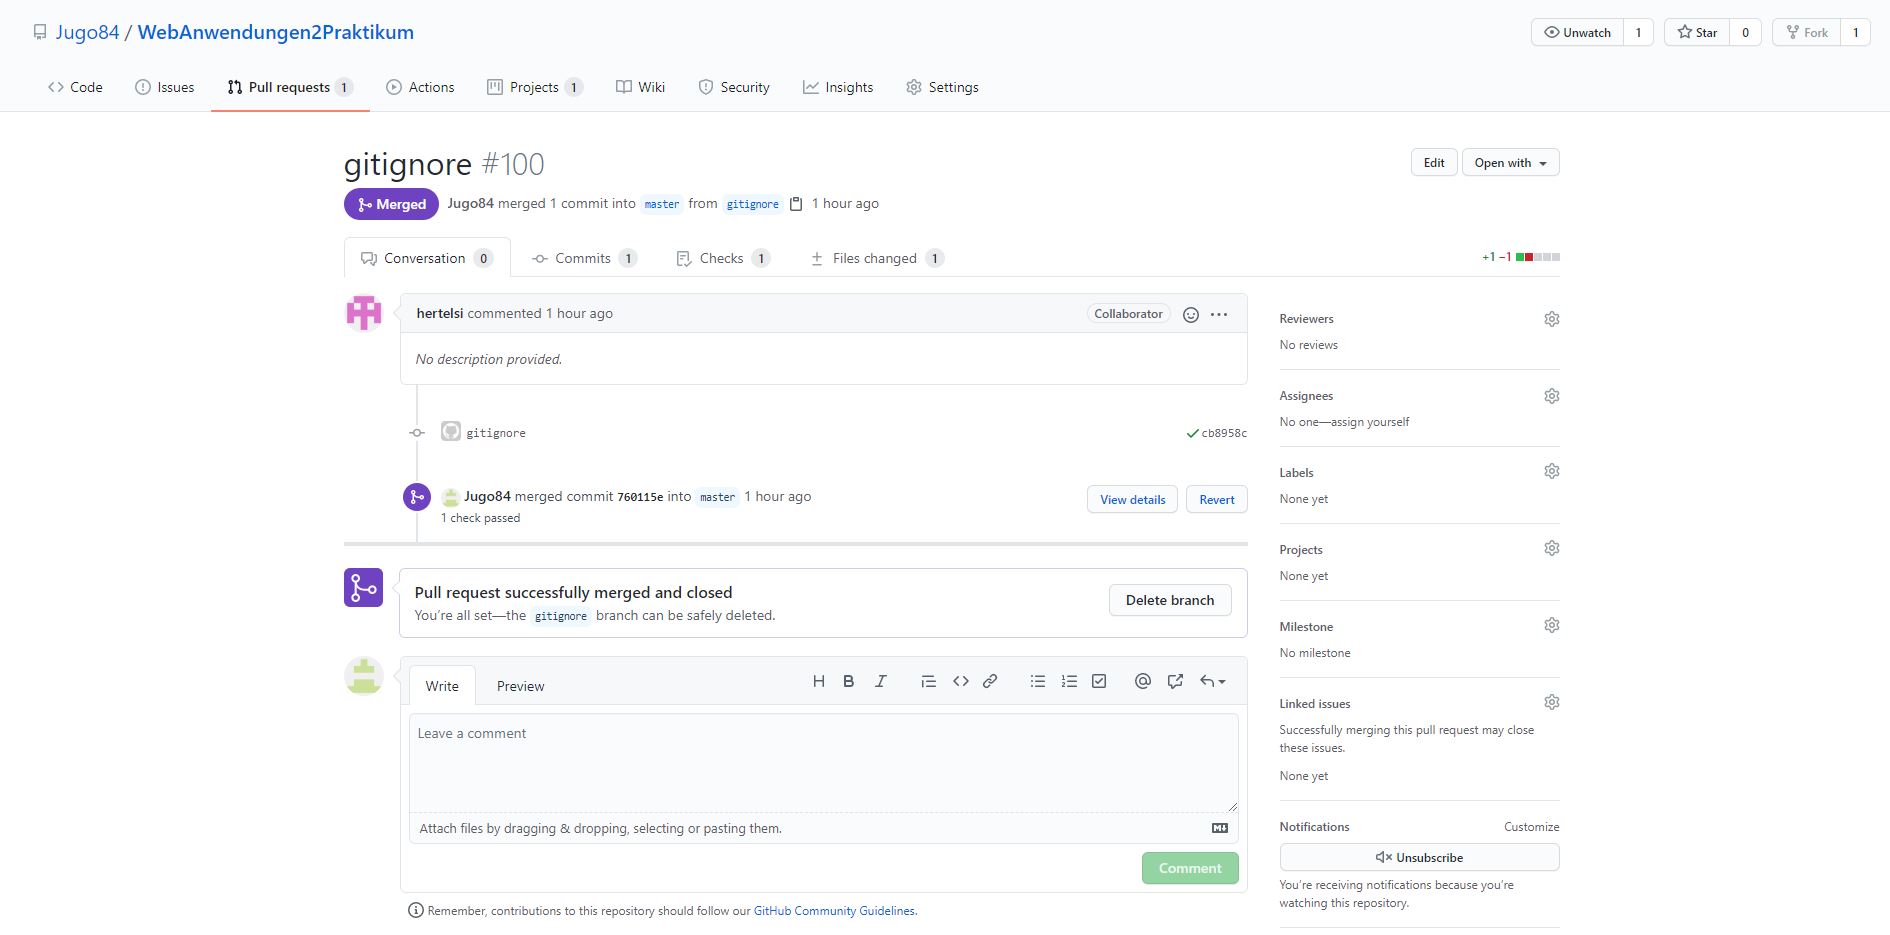 Jugo84 / WebAnwendungen2Praktikum
Unwatch 1 Star 0 Fork 1
Code Issues Pull requests 1 Actions Projects 1 Wiki Security Insights Settings
gitignore #100
Edit Open with
Merged Jugo84 merged 1 commit into master from gitignore 1 hour ago
Conversation 0 Commits 1 Checks 1 Files changed 1
+1 −1
hertelsi commented 1 hour ago
Collaborator
No description provided.
gitignore
cb8958c
Jugo84 merged commit 760115e into master 1 hour ago
1 check passed
View details Revert
Pull request successfully merged and closed
You’re all set—the gitignore branch can be safely deleted.
Delete branch
Write Preview
H B I
Leave a comment
Attach files by dragging & dropping, selecting or pasting them.
Comment
Remember, contributions to this repository should follow our GitHub Community Guidelines.
Reviewers
No reviews
Assignees
No one—assign yourself
Labels
None yet
Projects
None yet
Milestone
No milestone
Linked issues
Successfully merging this pull request may close
these issues.
None yet
Notifications Customize
Unsubscribe
You’re receiving notifications because you’re
watching this repository.